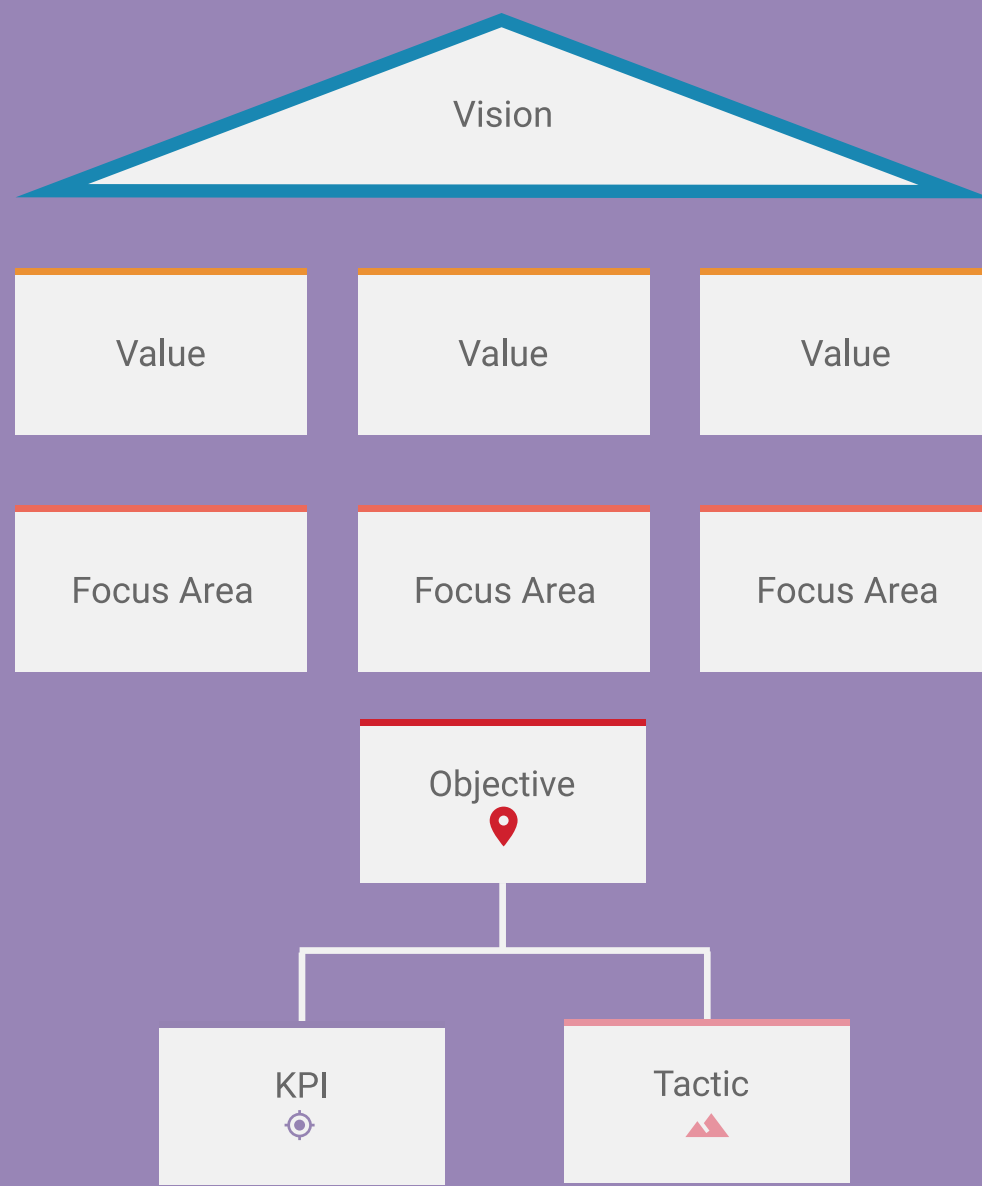 Vision
Value
Value
Value
Focus Area
Focus Area
Focus Area
Objective
KPI
Tactic